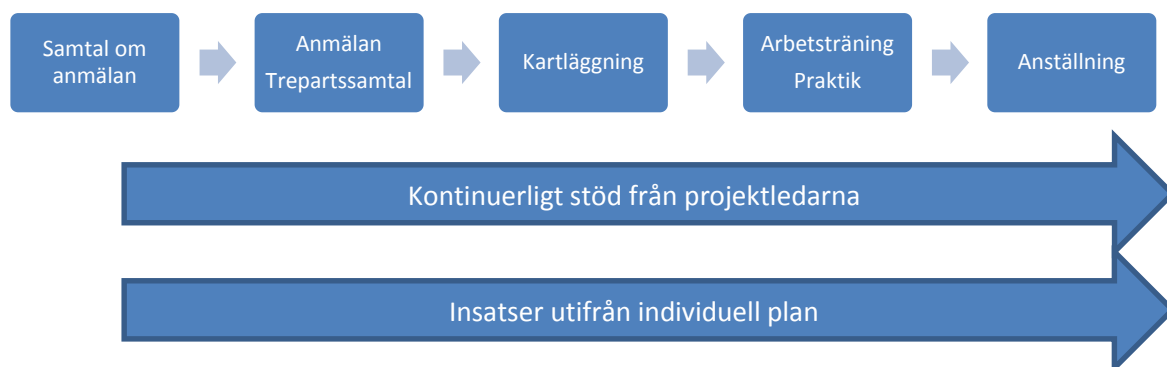 Samtal om
anmälan
Anmälan
Trepartssamtal
Kartläggning
Arbetsträning
Praktik
Anställning
Kontinuerligt stöd från projektledarna
Insatser utifrån individuell plan